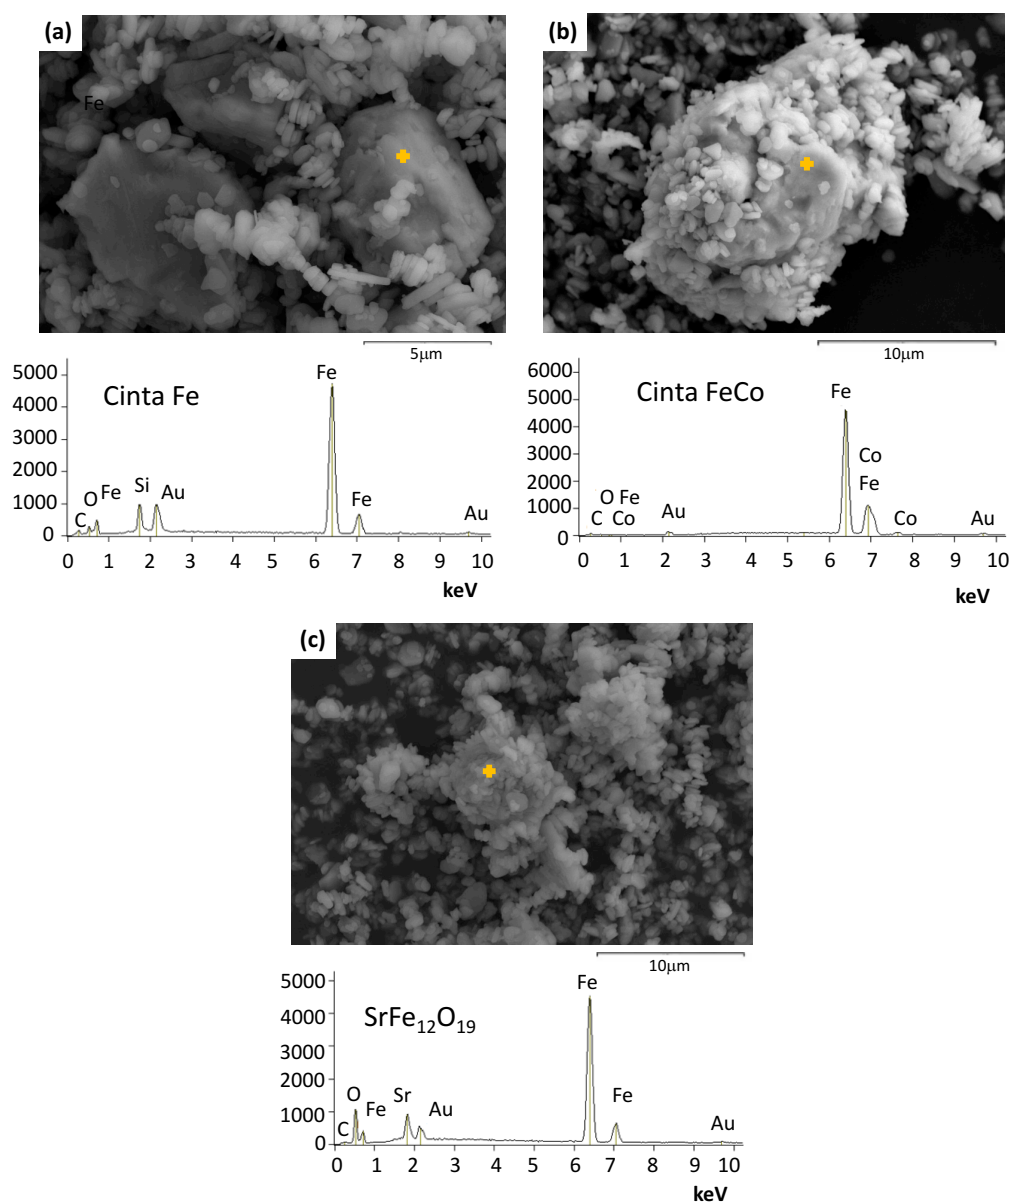 (a)
Fe
5μm
5000
4000
3000
2000
1000
0
Cinta Fe
C
O
Fe
Si
Au
Fe
Fe
Au
0 1 2 3 4 5 6 7 8 9 10
keV
(b)
10μm
6000
5000
4000
3000
2000
1000
0
Cinta FeCo
C
O Fe
Co
Au
Fe
Co
Fe
Co
Au
0 1 2 3 4 5 6 7 8 9 10
keV
(c)
10μm
5000
4000
3000
2000
1000
0
SrFe₁₂O₁₉
C
O
Fe
Sr
Au
Fe
Fe
Au
0 1 2 3 4 5 6 7 8 9 10
keV